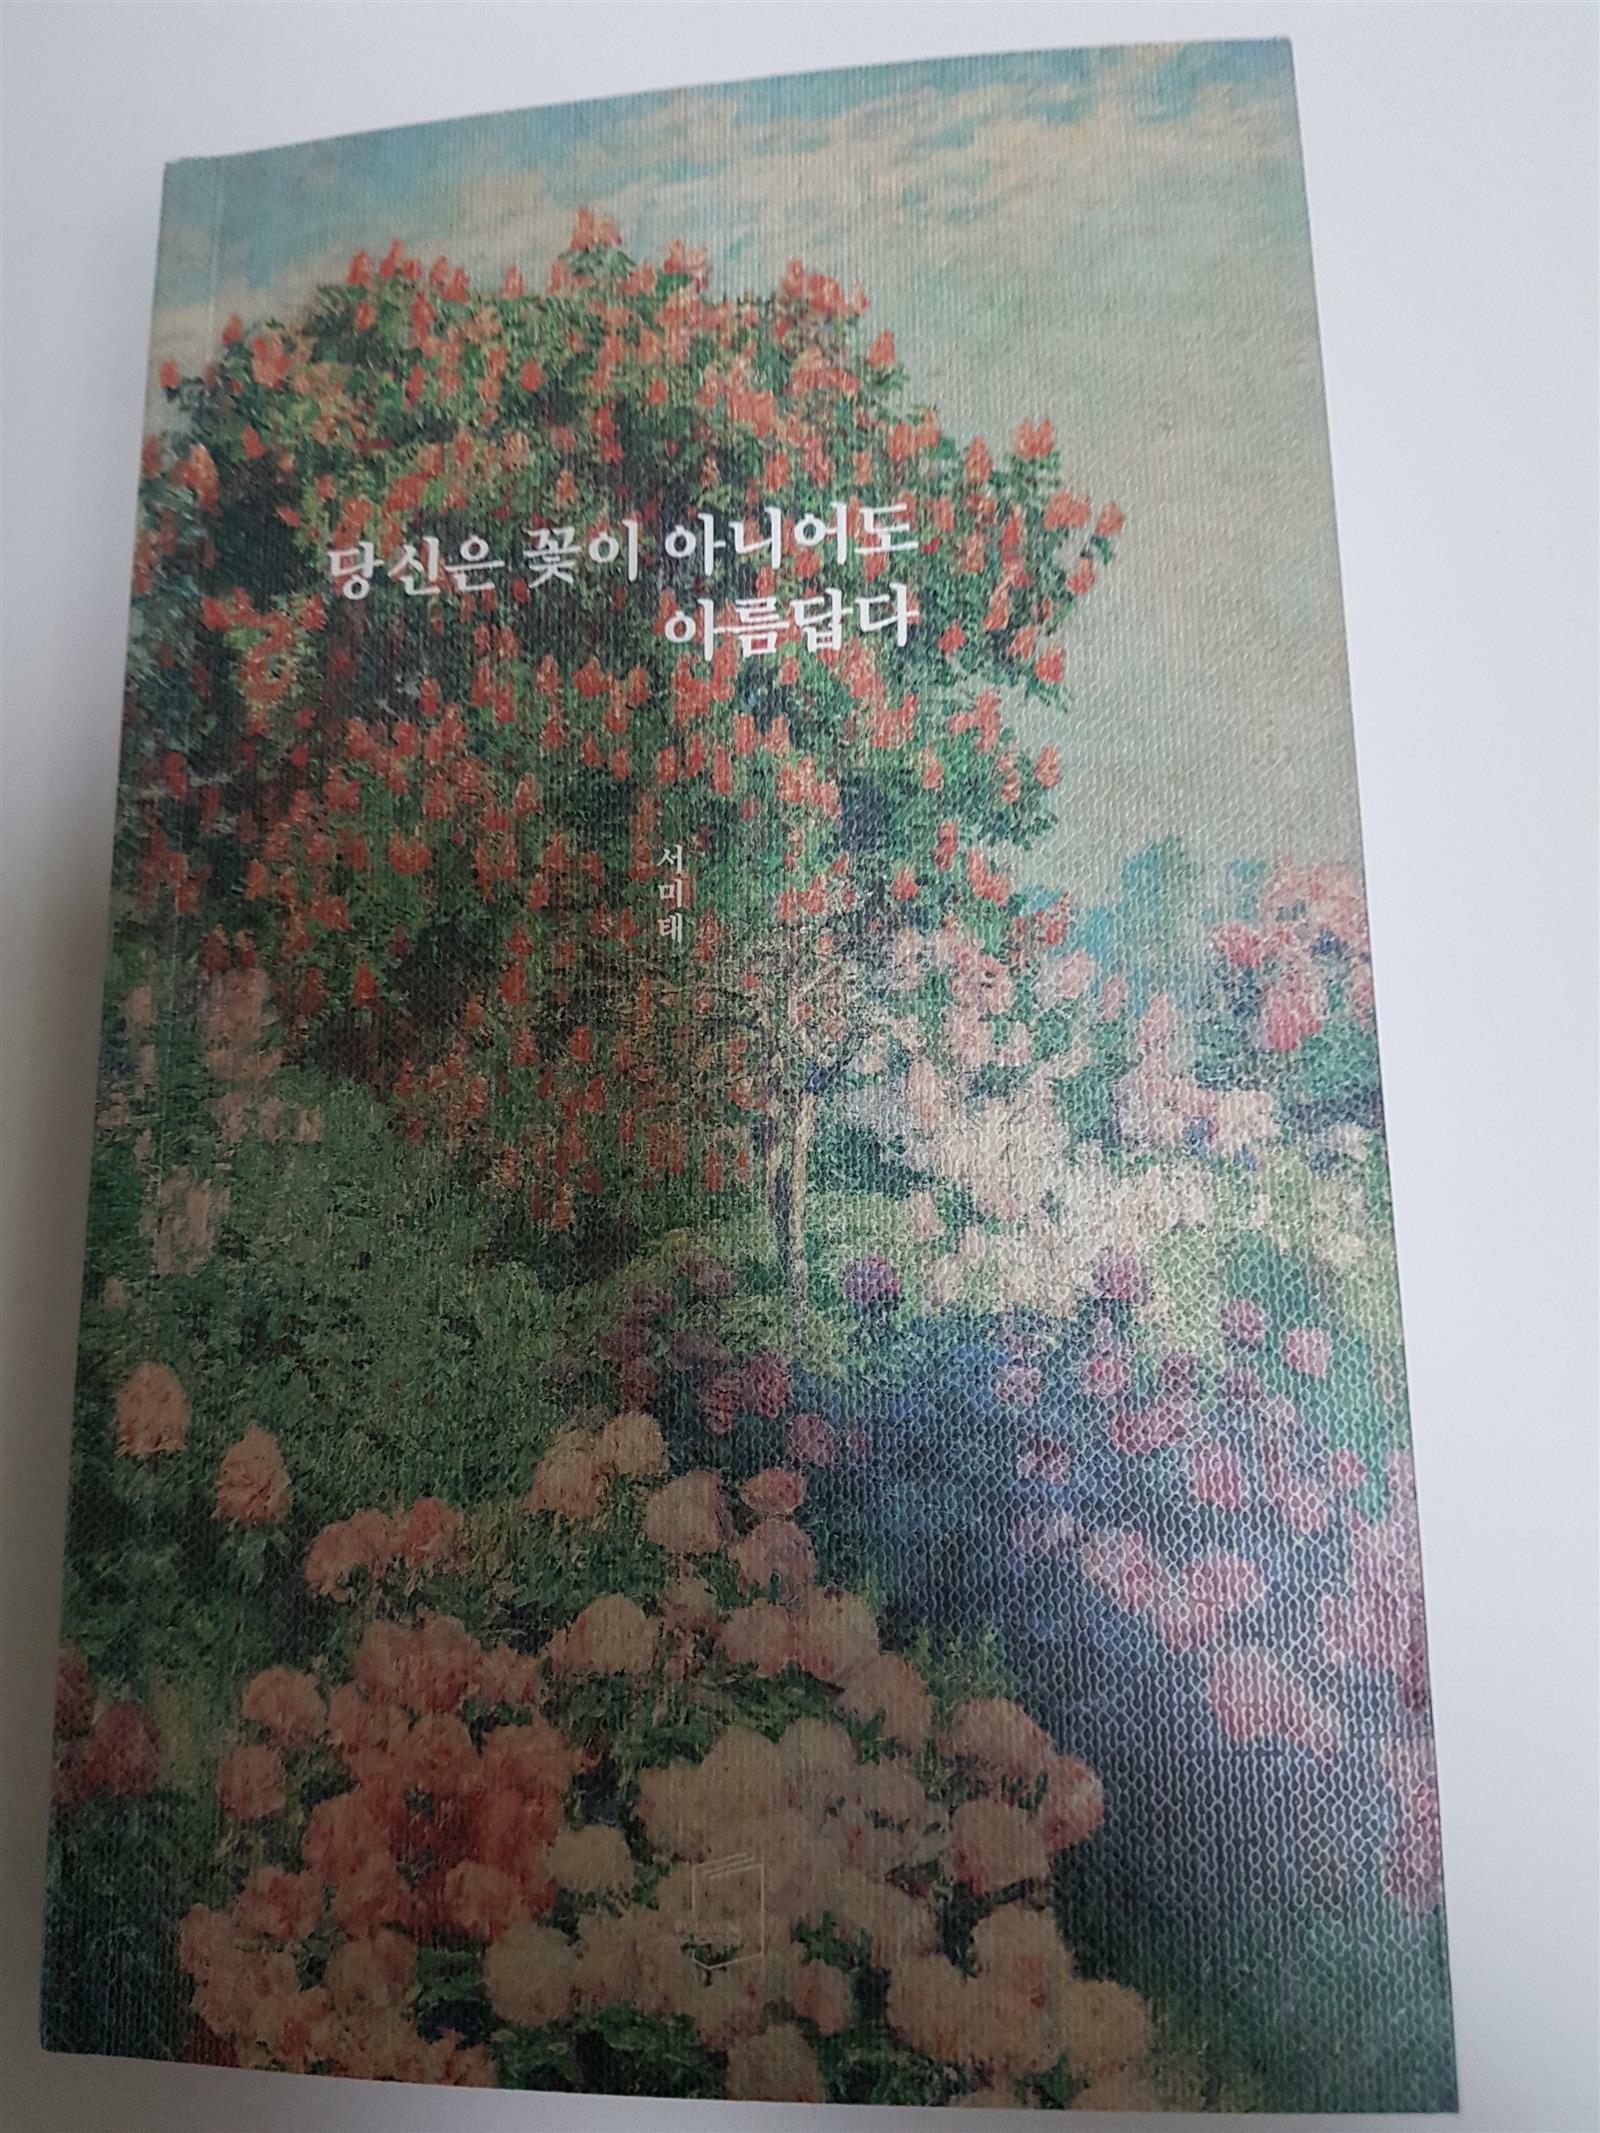 당신은 꽃이 아니어도
아름답다
서미태